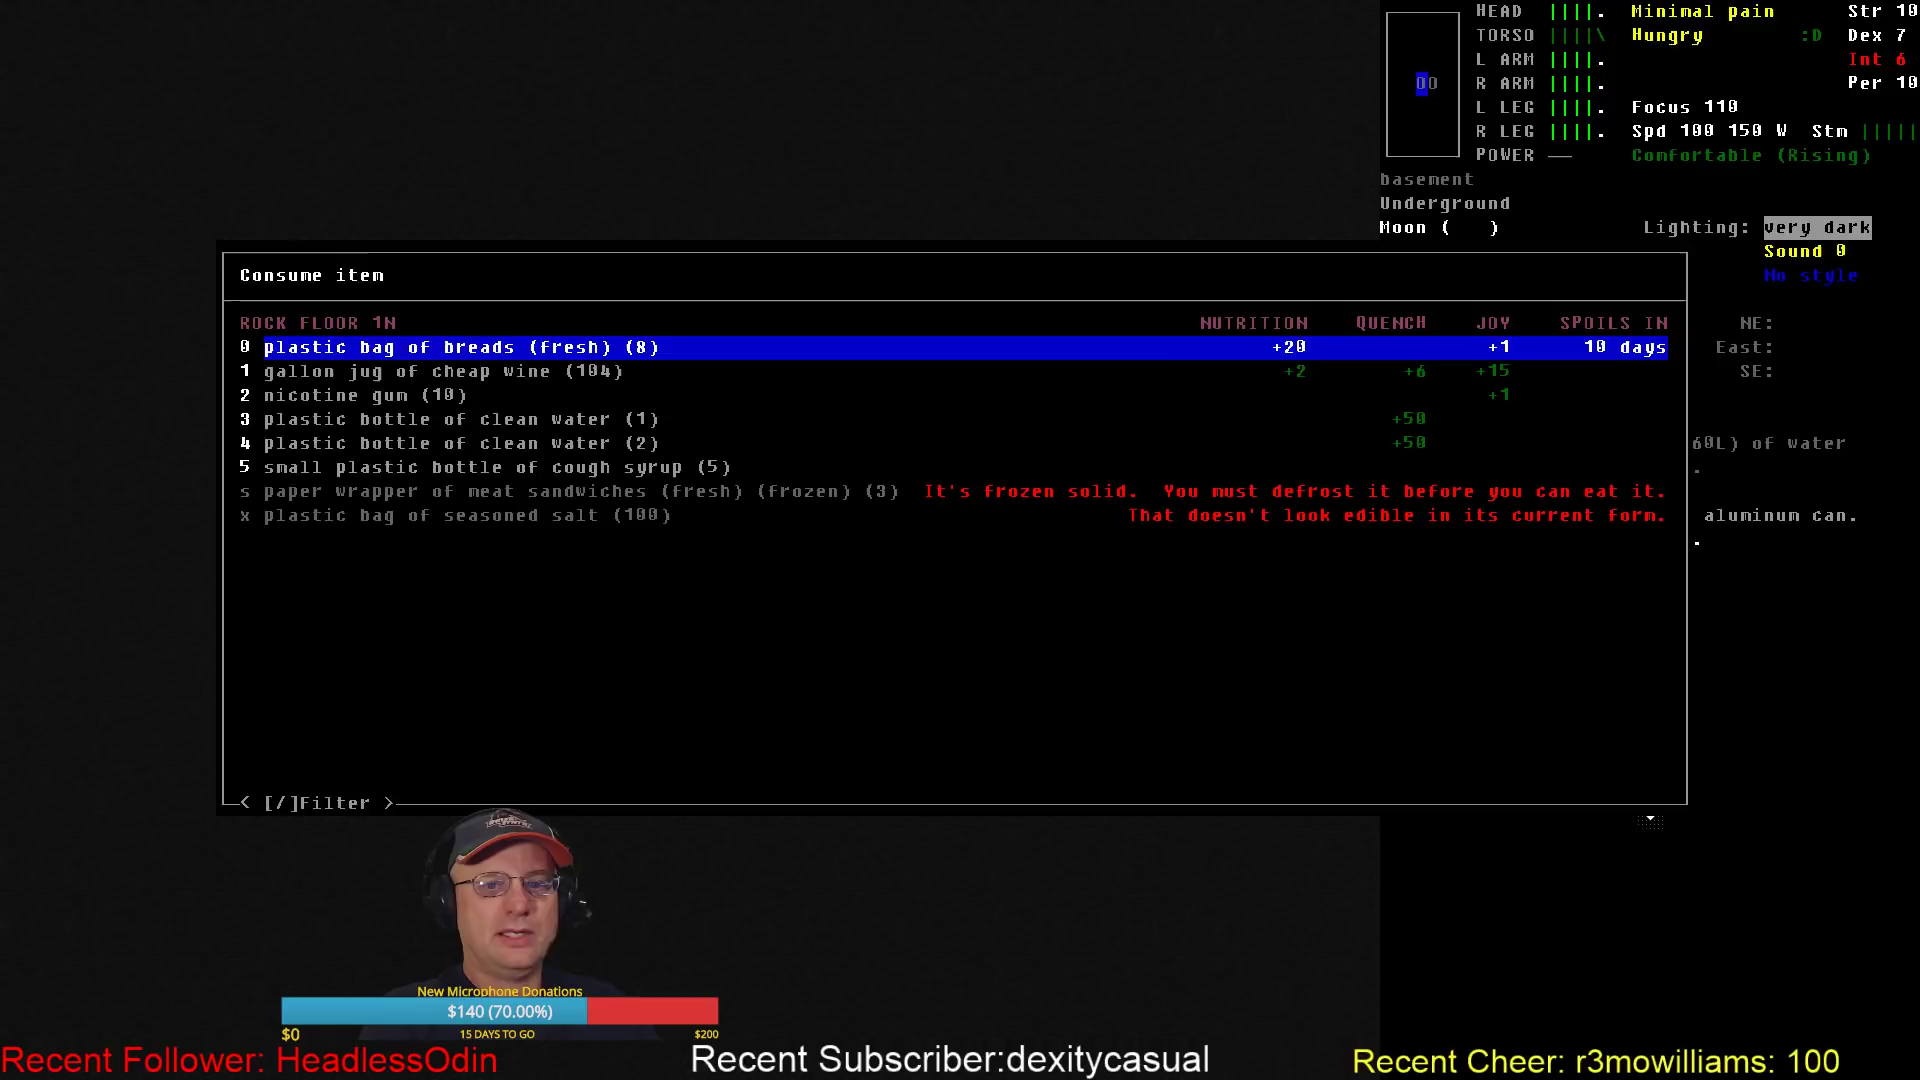 HEAD ||||. Minimal pain Str 10
TORSO ||||\ Hungry :D Dex 7
L ARM ||||. Int 6
00 R ARM ||||. Per 10
L LEG ||||. Focus 110
R LEG ||||. Spd 100 150 W Stm |||||
POWER — Comfortable (Rising)
basement
Underground
Moon ( ) Lighting: very dark
Sound 0
No style
Consume item
ROCK FLOOR 1N NUTRITION QUENCH JOY SPOILS IN
0 plastic bag of breads (fresh) (8) +20 +1 10 days
1 gallon jug of cheap wine (104) +2 +6 +15
2 nicotine gum (10) +1
3 plastic bottle of clean water (1) +50
4 plastic bottle of clean water (2) +50
5 small plastic bottle of cough syrup (5)
s paper wrapper of meat sandwiches (fresh) (frozen) (3) It's frozen solid. You must defrost it before you can eat it.
x plastic bag of seasoned salt (100) That doesn't look edible in its current form.
< [/]Filter >
NE:
East:
SE:
60L) of water
.
aluminum can.
.
New Microphone Donations
$140 (70.00%)
$0 15 DAYS TO GO $200
Recent Follower: HeadlessOdin
Recent Subscriber:dexitycasual
Recent Cheer: r3mowilliams: 100